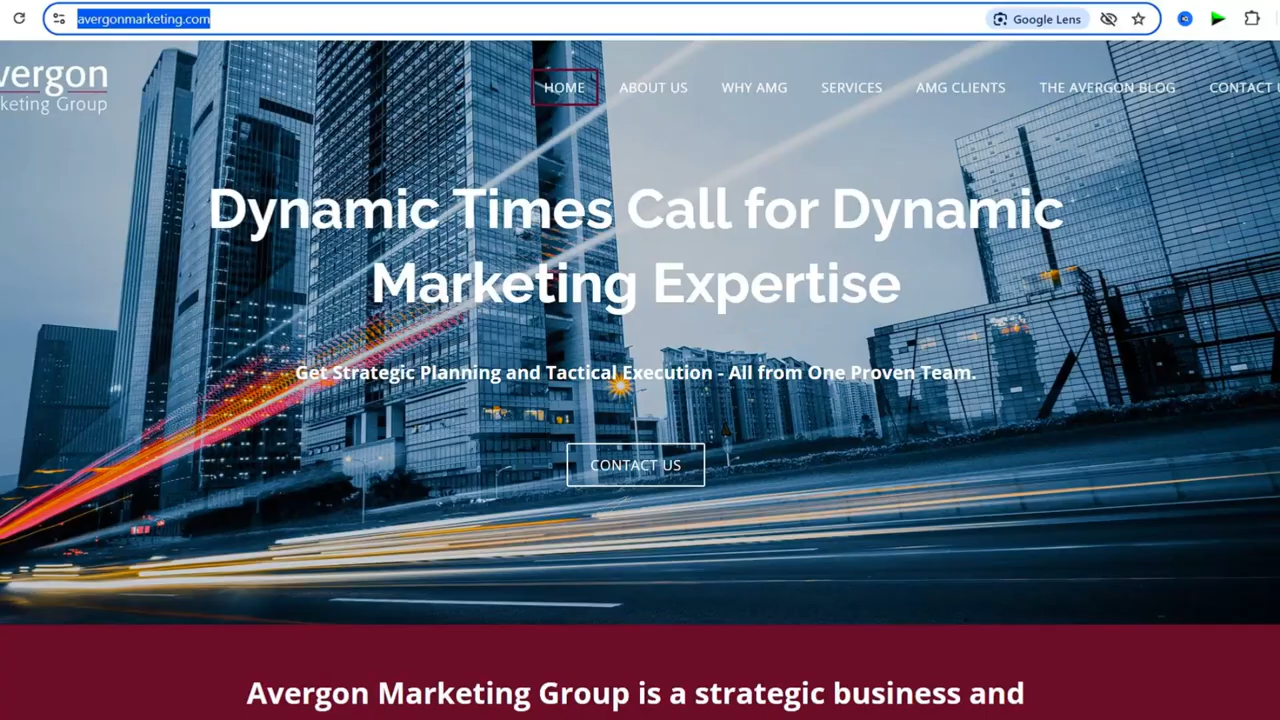 avergonmarketing.com
Google Lens
vergon
keting Group
HOME
ABOUT US
WHY AMG
SERVICES
AMG CLIENTS
THE AVERGON BLOG
CONTACT U
Dynamic Times Call for Dynamic
Marketing Expertise
Get Strategic Planning and Tactical Execution - All from One Proven Team.
CONTACT US
Avergon Marketing Group is a strategic business and